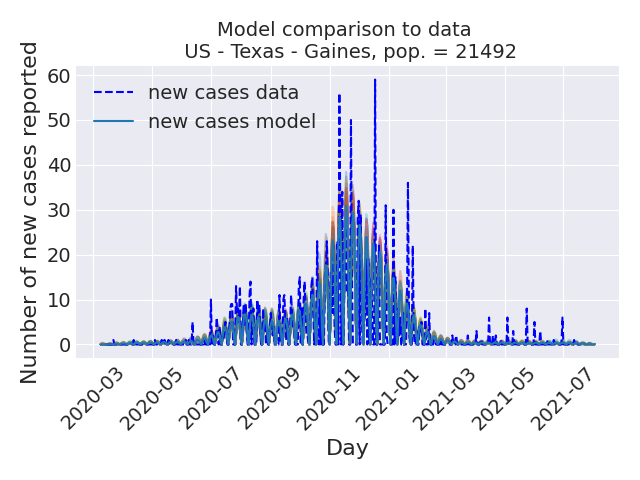 Model comparison to data
US - Texas - Gaines, pop. = 21492
Number of new cases reported
60
50
40
30
20
10
0
new cases data
new cases model
2020-03
2020-05
2020-07
2020-09
2020-11
2021-01
2021-03
2021-05
2021-07
Day